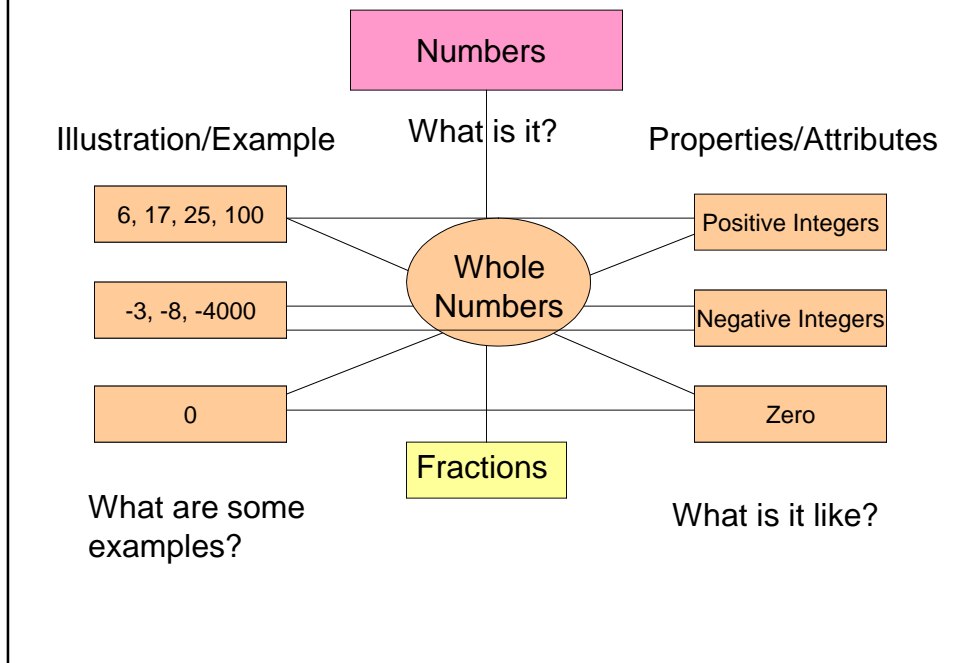 Numbers
What is it?
Illustration/Example
Properties/Attributes
6, 17, 25, 100
Positive Integers
Whole
Numbers
-3, -8, -4000
Negative Integers
0
Zero
Fractions
What are some
examples?
What is it like?